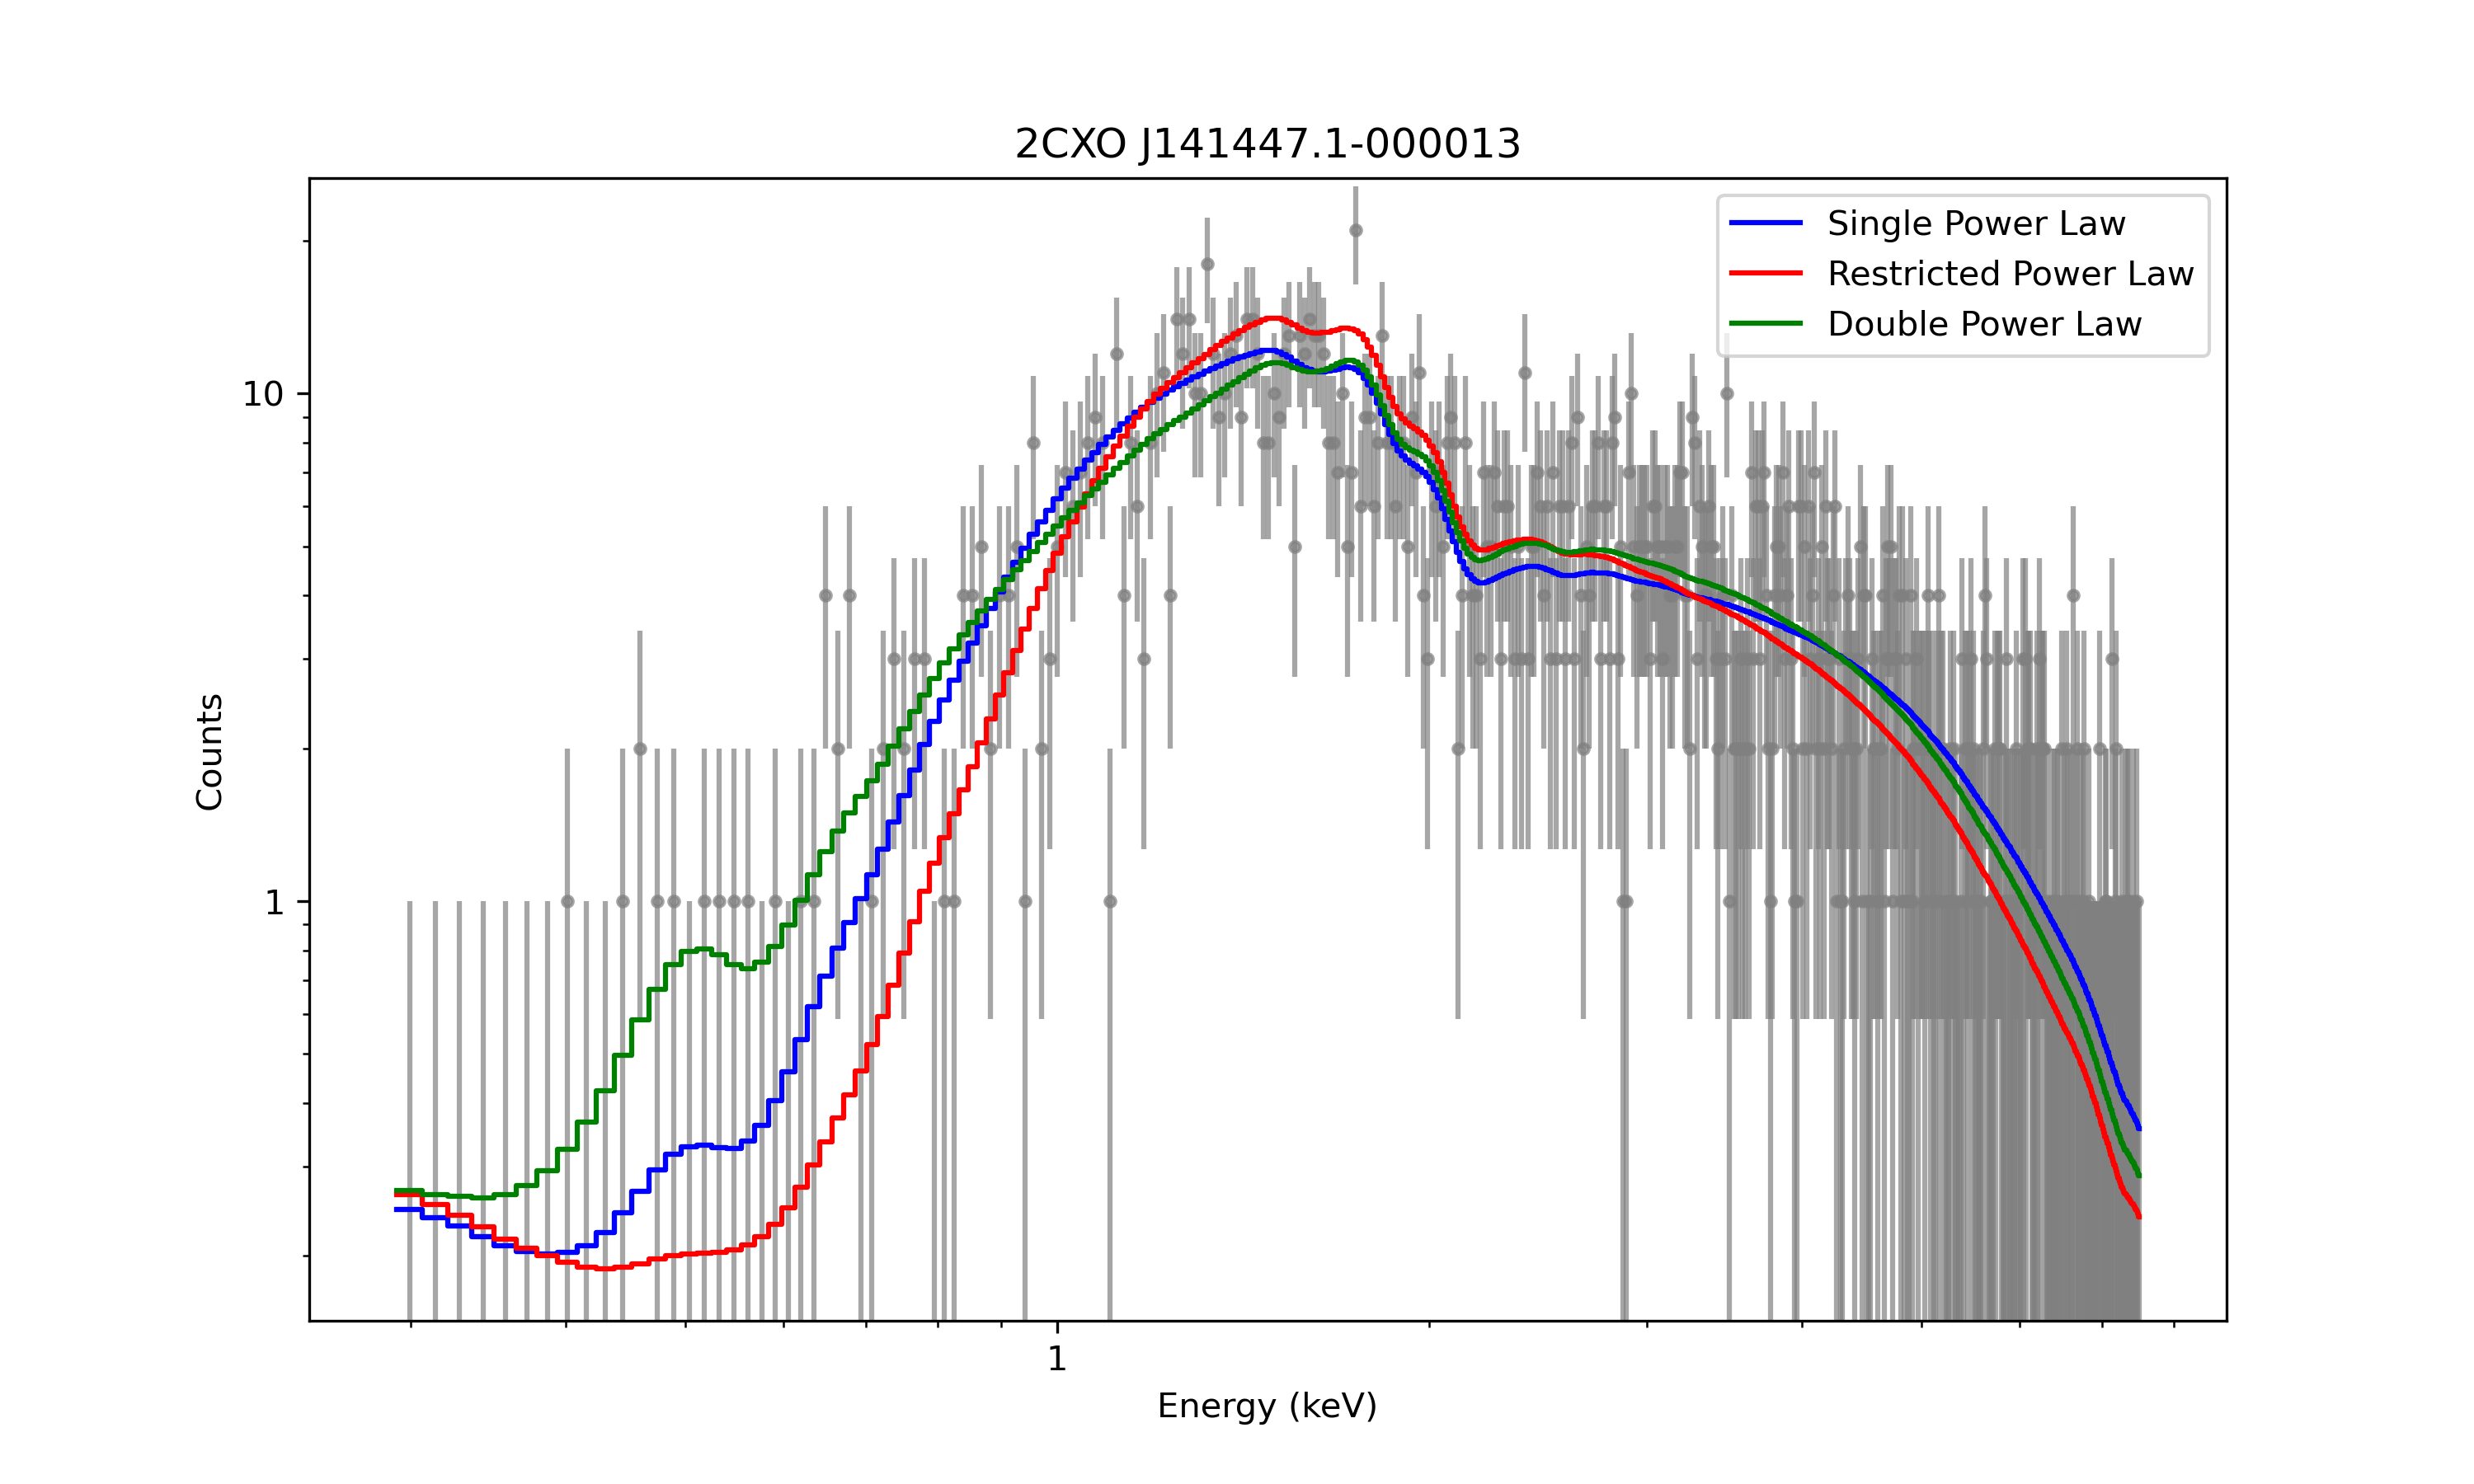 2CXO J141447.1-000013
Single Power Law
Restricted Power Law
Double Power Law
10
1
Counts
1
Energy (keV)